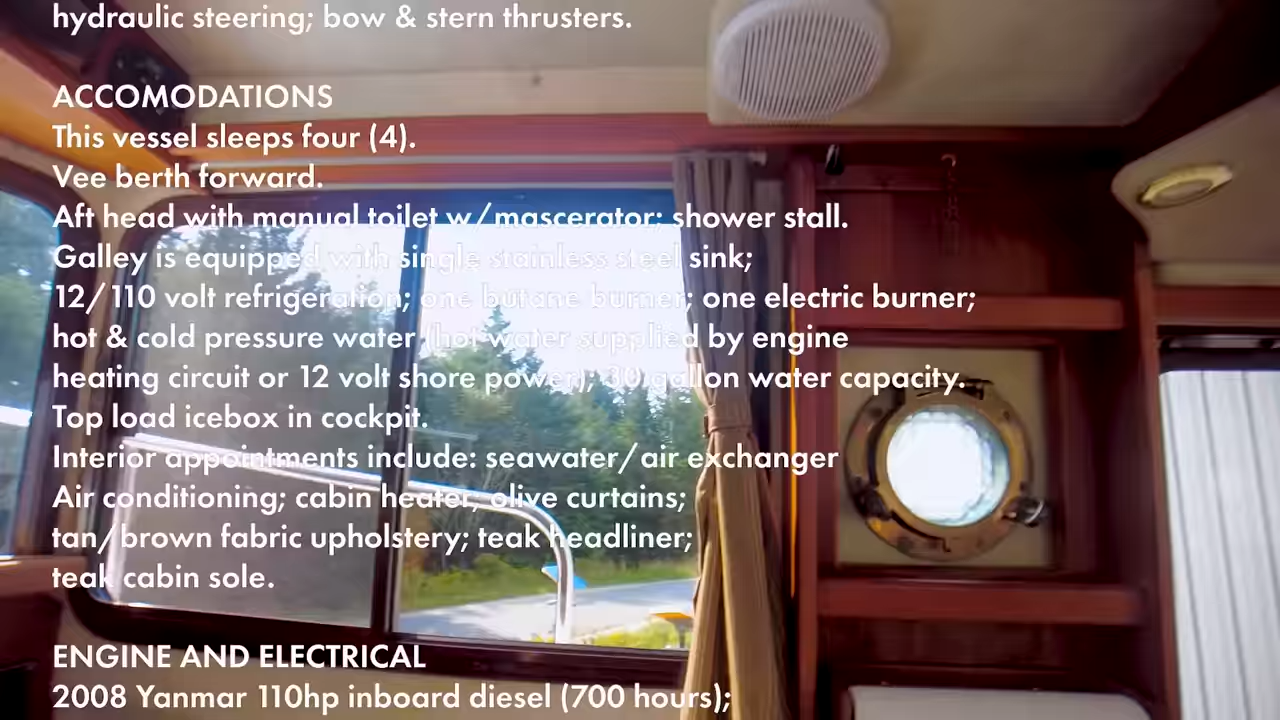 hydraulic steering; bow & stern thrusters.
ACCOMODATIONS
This vessel sleeps four (4).
Vee berth forward.
Aft head with manual toilet w/mascerator; shower stall.
Galley is equipped with single stainless steel sink;
12/110 volt refrigeration; one butane burner; one electric burner;
hot & cold pressure water (hot water supplied by engine
heating circuit or 12 volt shore power); 30 gallon water capacity.
Top load icebox in cockpit.
Interior appointments include: seawater/air exchanger
Air conditioning; cabin heater; olive curtains;
tan/brown fabric upholstery; teak headliner;
teak cabin sole.
ENGINE AND ELECTRICAL
2008 Yanmar 110hp inboard diesel (700 hours);